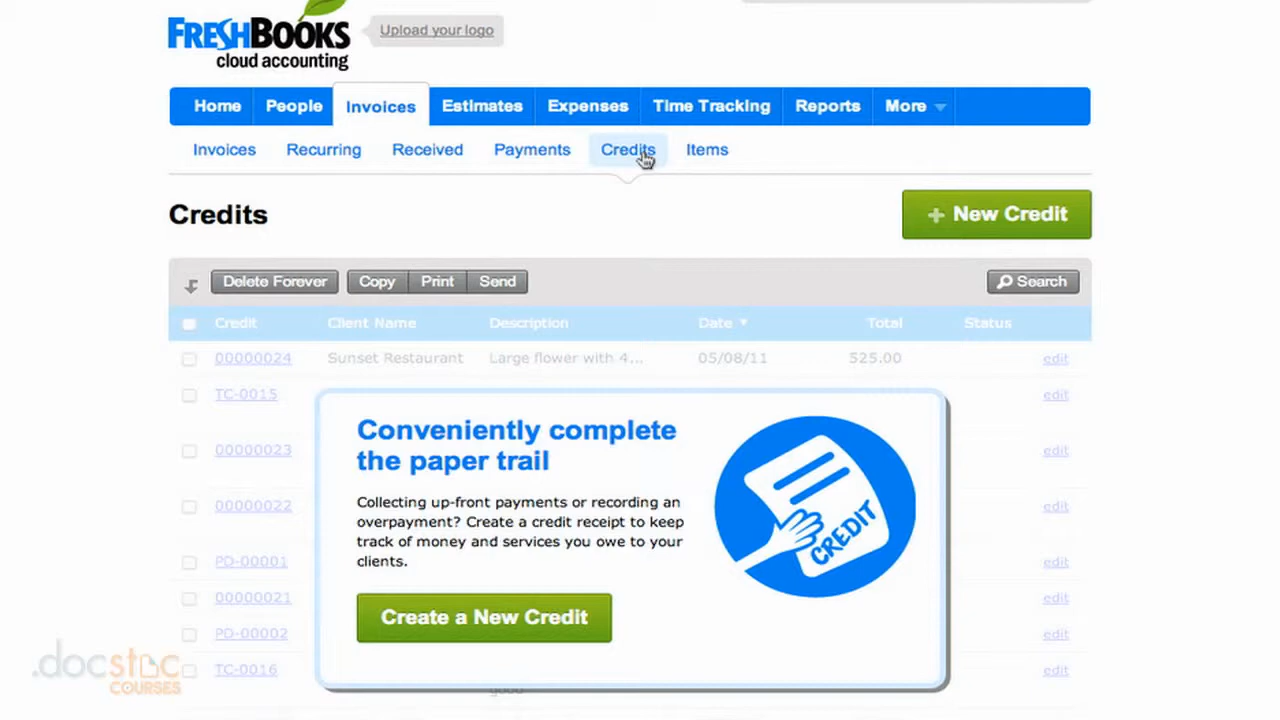 FRESHBOOKS
cloud accounting
Upload your logo
Home People Invoices Estimates Expenses Time Tracking Reports More
Invoices Recurring Received Payments Credits Items
Credits
+ New Credit
Delete Forever Copy Print Send Search
Credit Client Name Description Date Total Status
00000024 Sunset Restaurant Large flower with 4... 05/08/11 525.00 edit
TC-0015 edit
Conveniently complete
the paper trail
00000023 edit
Collecting up-front payments or recording an
00000022 edit
overpayment? Create a credit receipt to keep
track of money and services you owe to your
clients.
CREDIT
PD-00001 edit
00000021 edit
Create a New Credit
PD-00002 edit
TC-0016 edit
.docstoc
COURSES